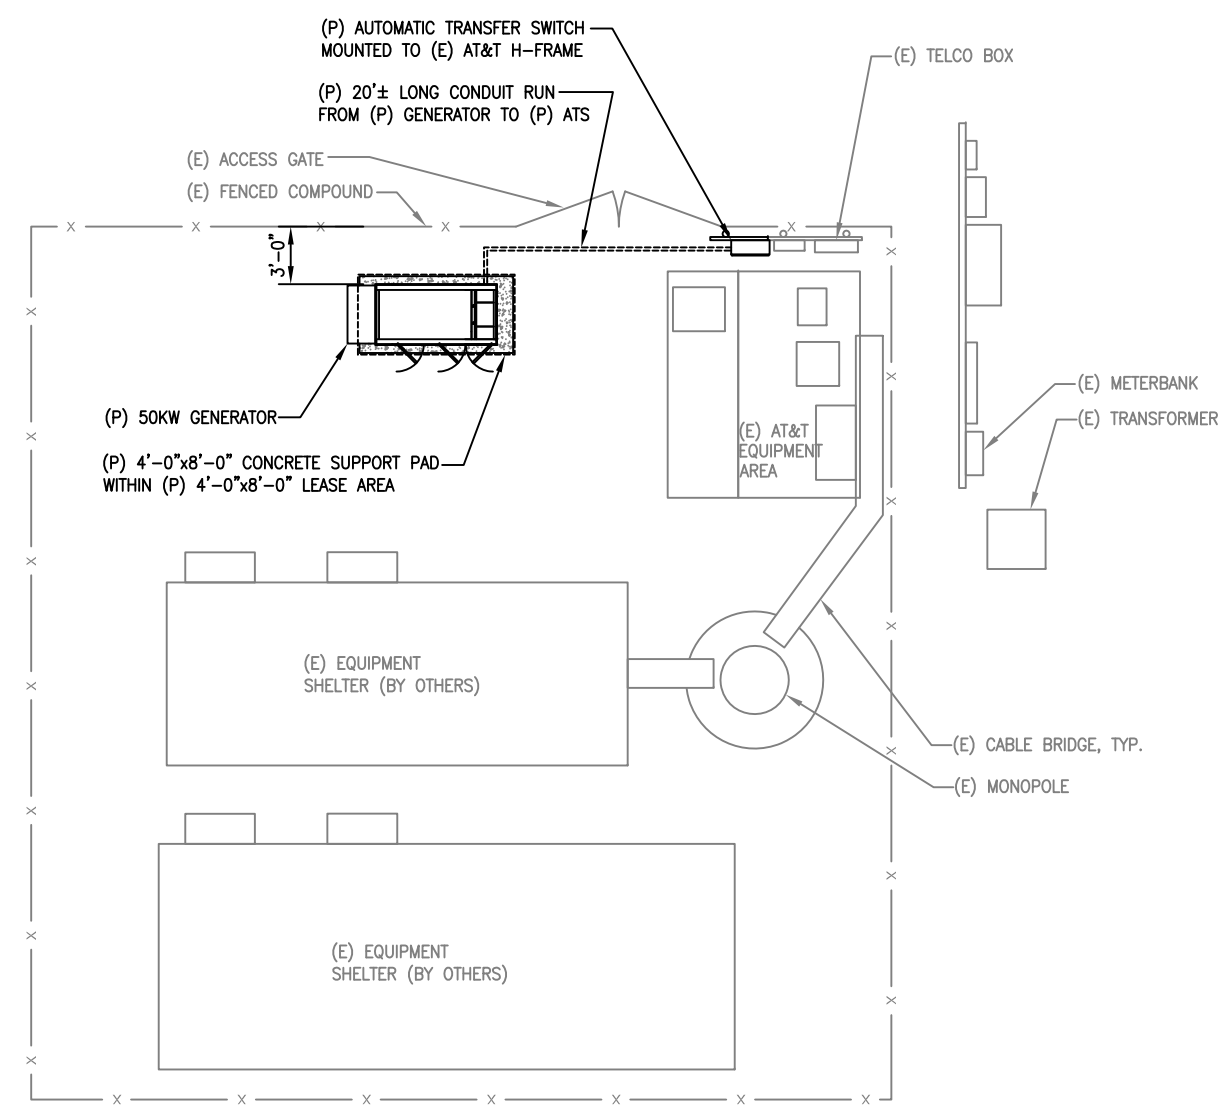 (P) AUTOMATIC TRANSFER SWITCH
MOUNTED TO (E) AT&T H-FRAME
(E) TELCO BOX
(P) 20'± LONG CONDUIT RUN
FROM (P) GENERATOR TO (P) ATS
(E) ACCESS GATE
(E) FENCED COMPOUND
3'-0"
(E) METERBANK
(E) TRANSFORMER
(P) 50KW GENERATOR
(E) AT&T
EQUIPMENT
AREA
(P) 4'-0"x8'-0" CONCRETE SUPPORT PAD
WITHIN (P) 4'-0"x8'-0" LEASE AREA
(E) EQUIPMENT
SHELTER (BY OTHERS)
(E) CABLE BRIDGE, TYP.
(E) MONOPOLE
(E) EQUIPMENT
SHELTER (BY OTHERS)